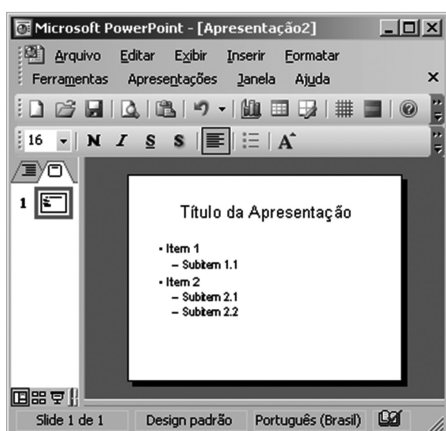 Microsoft PowerPoint - [Apresentação2]
Arquivo Editar Exibir Inserir Formatar
Ferramentas Apresentações Janela Ajuda
16 N I S S A
1
Título da Apresentação
• Item 1
– Subitem 1.1
• Item 2
– Subitem 2.1
– Subitem 2.2
Slide 1 de 1 Design padrão Português (Brasil)